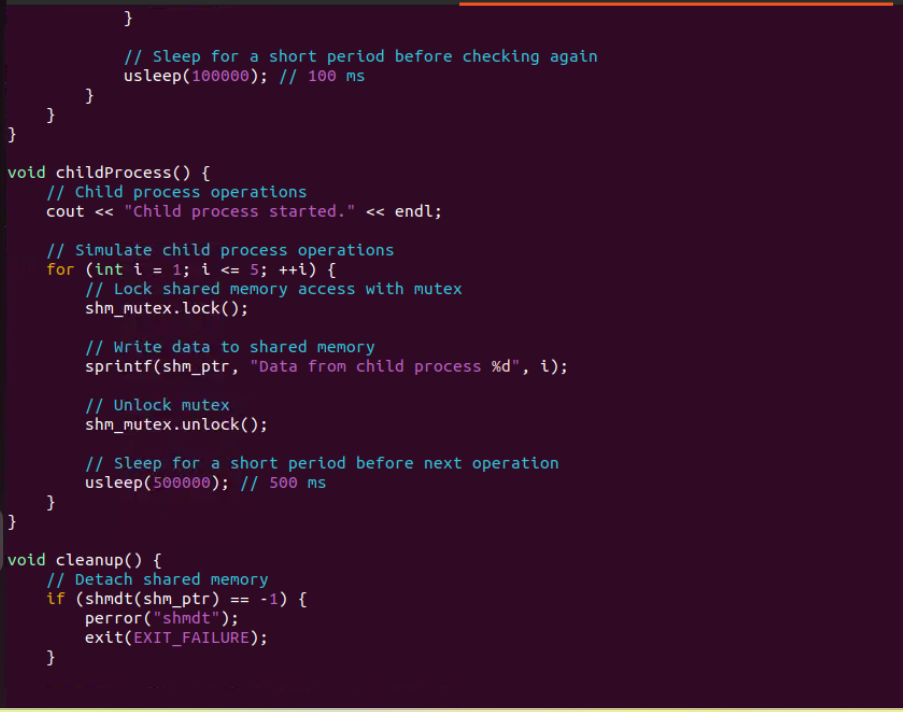 }

            // Sleep for a short period before checking again
            usleep(100000); // 100 ms
        }
    }
}

void childProcess() {
    // Child process operations
    cout << "Child process started." << endl;

    // Simulate child process operations
    for (int i = 1; i <= 5; ++i) {
        // Lock shared memory access with mutex
        shm_mutex.lock();

        // Write data to shared memory
        sprintf(shm_ptr, "Data from child process %d", i);

        // Unlock mutex
        shm_mutex.unlock();

        // Sleep for a short period before next operation
        usleep(500000); // 500 ms
    }
}

void cleanup() {
    // Detach shared memory
    if (shmdt(shm_ptr) == -1) {
        perror("shmdt");
        exit(EXIT_FAILURE);
    }